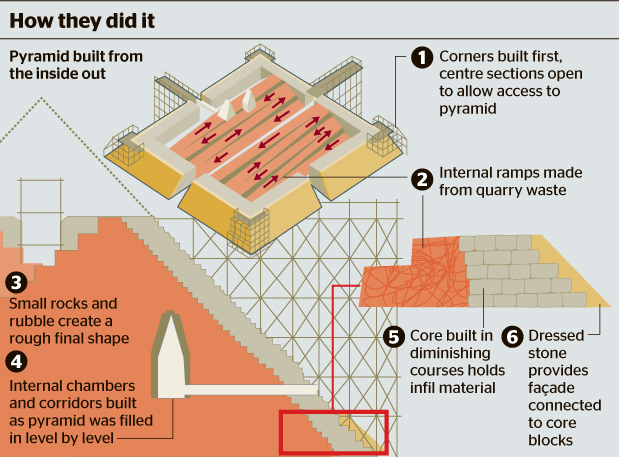 How they did it
Pyramid built from
the inside out
1 Corners built first,
centre sections open
to allow access to
pyramid
2 Internal ramps made
from quarry waste
3
Small rocks and
rubble create a
rough final shape
4
Internal chambers
and corridors built
as pyramid was filled
in level by level
5 Core built in
diminishing
courses holds
infil material
6 Dressed
stone
provides
façade
connected
to core
blocks